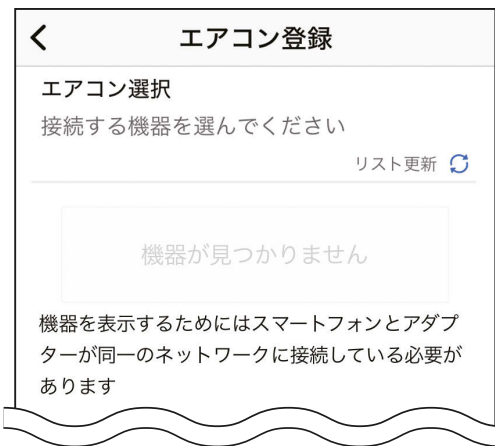 エアコン登録
エアコン選択
接続する機器を選んでください
リスト更新
機器が見つかりません
機器を表示するためにはスマートフォンとアダプ
ターが同一のネットワークに接続している必要が
あります